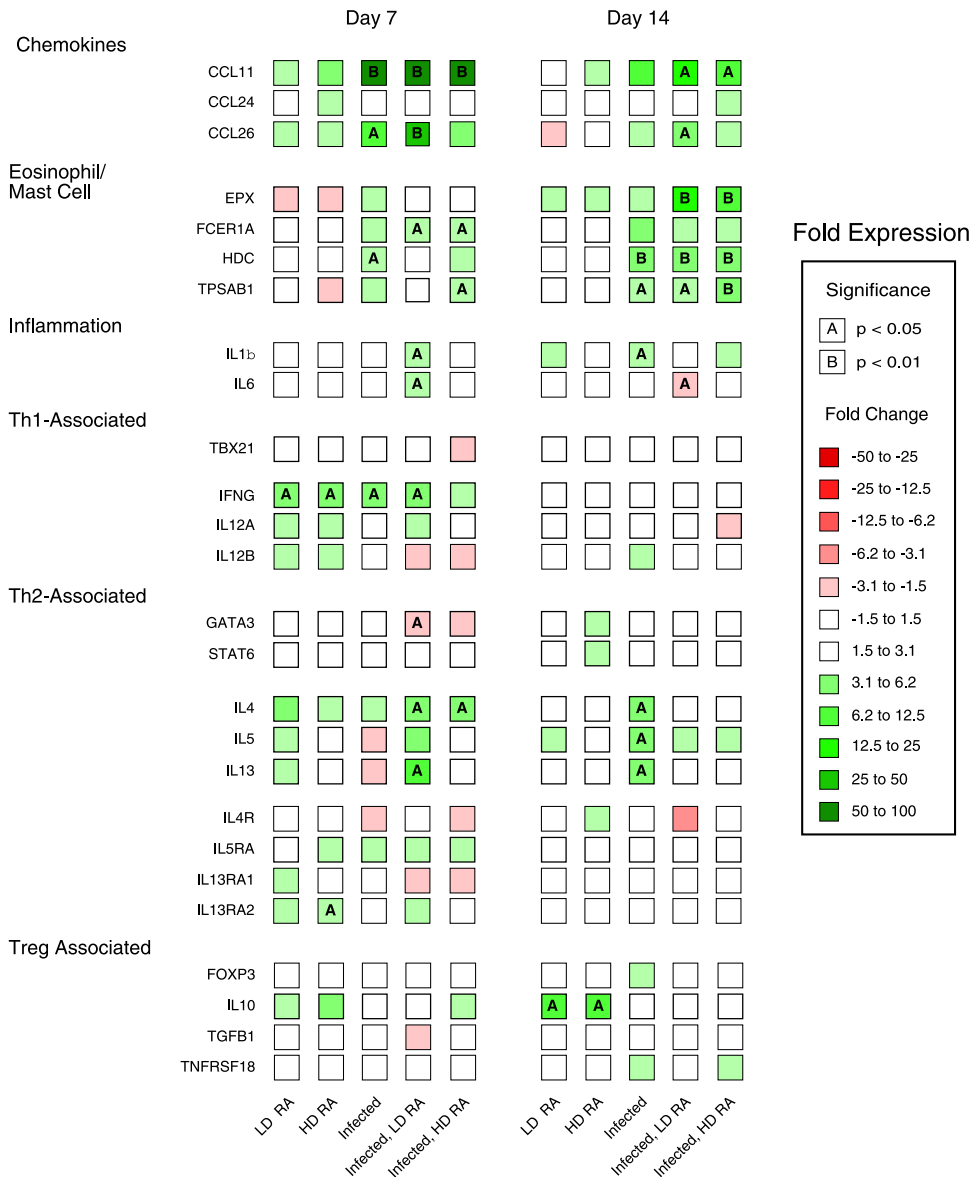 Day 7
Day 14
Chemokines
CCL11 B B B A A
CCL24
CCL26 A B A
Eosinophil/
Mast Cell
EPX B B
FCER1A A A
HDC A B B B
TPSAB1 A A A B
Inflammation
IL1b A A
IL6 A A
Th1-Associated
TBX21
IFNG A A A A
IL12A
IL12B
Th2-Associated
GATA3 A
STAT6
IL4 A A A
IL5 A
IL13 A A
IL4R
IL5RA
IL13RA1
IL13RA2 A
Treg Associated
FOXP3
IL10 A A
TGFB1
TNFRSF18
LD RA
HD RA
Infected
Infected, LD RA
Infected, HD RA
LD RA
HD RA
Infected
Infected, LD RA
Infected, HD RA
Fold Expression
Significance
A p < 0.05
B p < 0.01
Fold Change
-50 to -25
-25 to -12.5
-12.5 to -6.2
-6.2 to -3.1
-3.1 to -1.5
-1.5 to 1.5
1.5 to 3.1
3.1 to 6.2
6.2 to 12.5
12.5 to 25
25 to 50
50 to 100